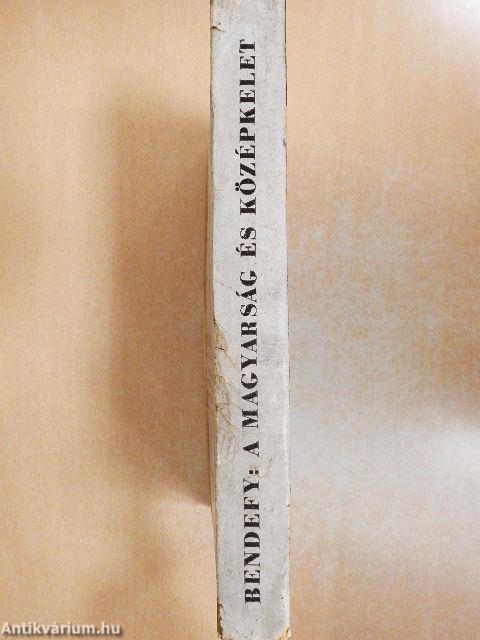 BENDEFY: A MAGYARSÁG ÉS KÖZÉPKELET
Antikvárium.hu